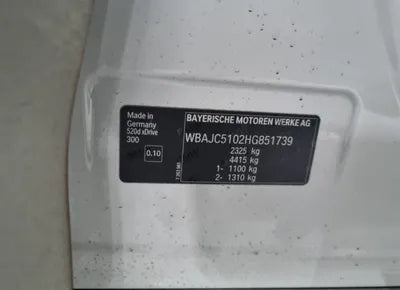 Made in
Germany
520d xDrive
300
0.10
BAYERISCHE MOTOREN WERKE AG
WBAJC5102HG851739
2325 kg
4415 kg
1- 1100 kg
2- 1310 kg